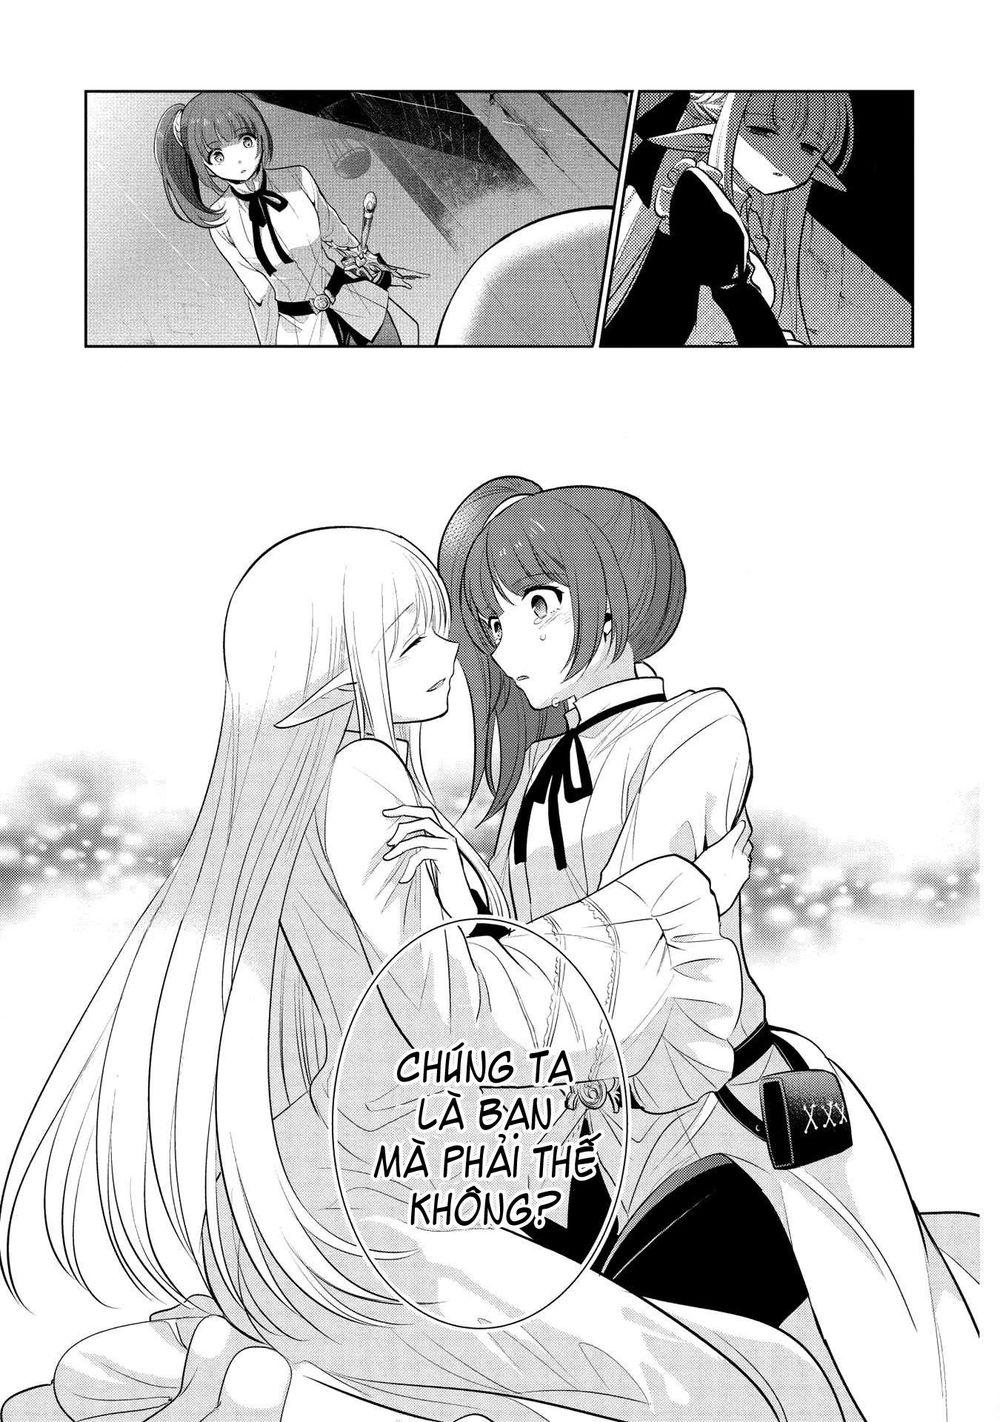 CHÚNG TA
LÀ BẠN
MÀ PHẢI THẾ
KHÔNG?
XXX